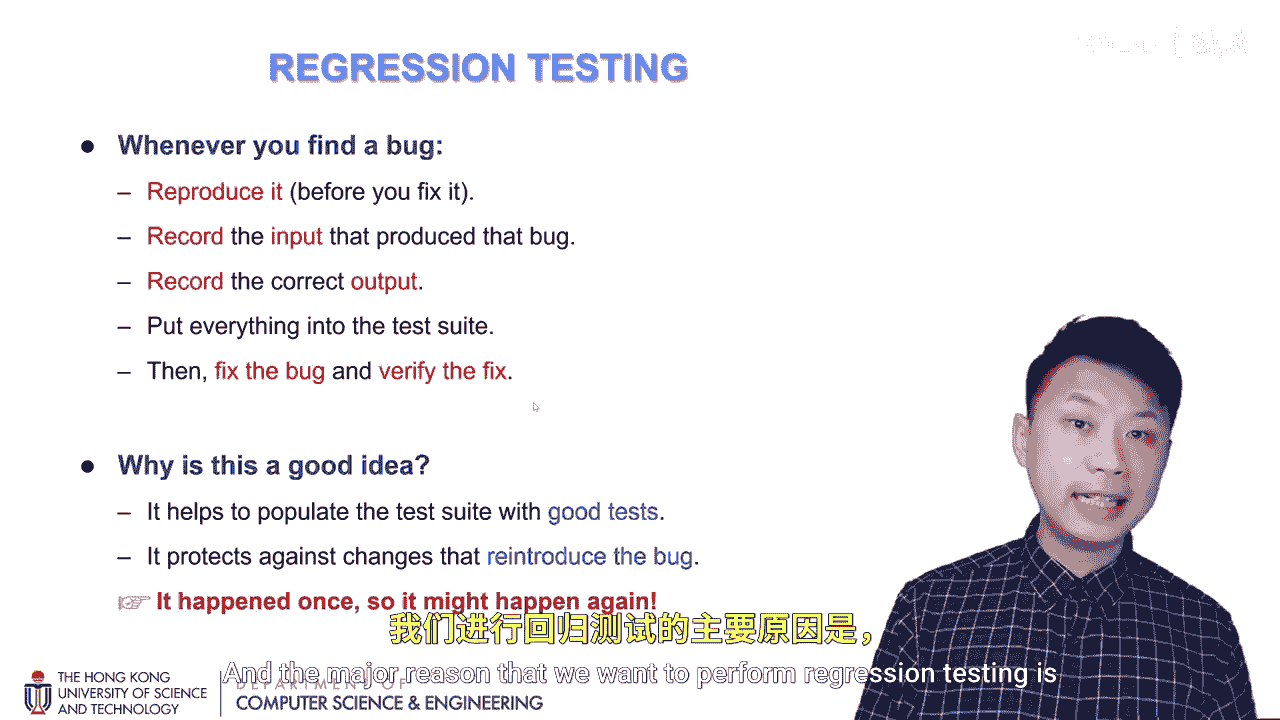 REGRESSION TESTING
● Whenever you find a bug:
– Reproduce it (before you fix it).
– Record the input that produced that bug.
– Record the correct output.
– Put everything into the test suite.
– Then, fix the bug and verify the fix.
● Why is this a good idea?
– It helps to populate the test suite with good tests.
– It protects against changes that reintroduce the bug.
☞ It happened once, so it might happen again!
我们进行回归测试的主要原因是，
And the major reason that we want to perform regression testing is
THE HONG KONG
UNIVERSITY OF SCIENCE
AND TECHNOLOGY
DEPARTMENT OF
COMPUTER SCIENCE & ENGINEERING